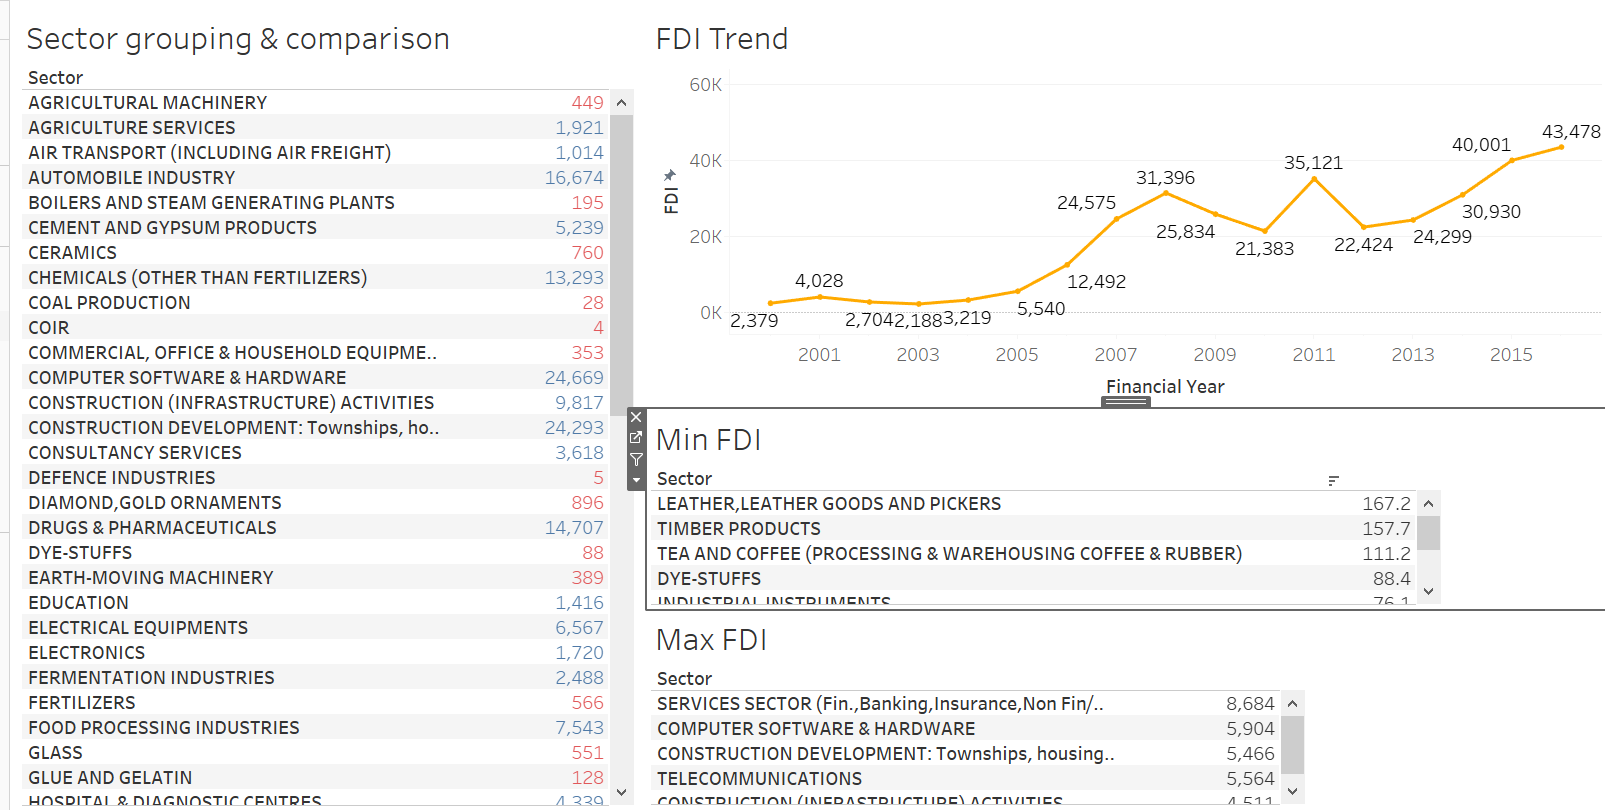 Sector grouping & comparison
Sector
AGRICULTURAL MACHINERY 449
AGRICULTURE SERVICES 1,921
AIR TRANSPORT (INCLUDING AIR FREIGHT) 1,014
AUTOMOBILE INDUSTRY 16,674
BOILERS AND STEAM GENERATING PLANTS 195
CEMENT AND GYPSUM PRODUCTS 5,239
CERAMICS 760
CHEMICALS (OTHER THAN FERTILIZERS) 13,293
COAL PRODUCTION 28
COIR 4
COMMERCIAL, OFFICE & HOUSEHOLD EQUIPME.. 353
COMPUTER SOFTWARE & HARDWARE 24,669
CONSTRUCTION (INFRASTRUCTURE) ACTIVITIES 9,817
CONSTRUCTION DEVELOPMENT: Townships, ho.. 24,293
CONSULTANCY SERVICES 3,618
DEFENCE INDUSTRIES 5
DIAMOND,GOLD ORNAMENTS 896
DRUGS & PHARMACEUTICALS 14,707
DYE-STUFFS 88
EARTH-MOVING MACHINERY 389
EDUCATION 1,416
ELECTRICAL EQUIPMENTS 6,567
ELECTRONICS 1,720
FERMENTATION INDUSTRIES 2,488
FERTILIZERS 566
FOOD PROCESSING INDUSTRIES 7,543
GLASS 551
GLUE AND GELATIN 128
HOSPITAL & DIAGNOSTIC CENTRES 4,339
FDI Trend
60K
40K
20K
0K
FDI
2,379
4,028
2,704
2,188
3,219
5,540
12,492
24,575
31,396
25,834
21,383
35,121
22,424
24,299
30,930
40,001
43,478
2001 2003 2005 2007 2009 2011 2013 2015
Financial Year
Min FDI
Sector
LEATHER,LEATHER GOODS AND PICKERS 167.2
TIMBER PRODUCTS 157.7
TEA AND COFFEE (PROCESSING & WAREHOUSING COFFEE & RUBBER) 111.2
DYE-STUFFS 88.4
INDUSTRIAL INSTRUMENTS 76.1
Max FDI
Sector
SERVICES SECTOR (Fin.,Banking,Insurance,Non Fin/.. 8,684
COMPUTER SOFTWARE & HARDWARE 5,904
CONSTRUCTION DEVELOPMENT: Townships, housing.. 5,466
TELECOMMUNICATIONS 5,564
CONSTRUCTION (INFRASTRUCTURE) ACTIVITIES 4,511